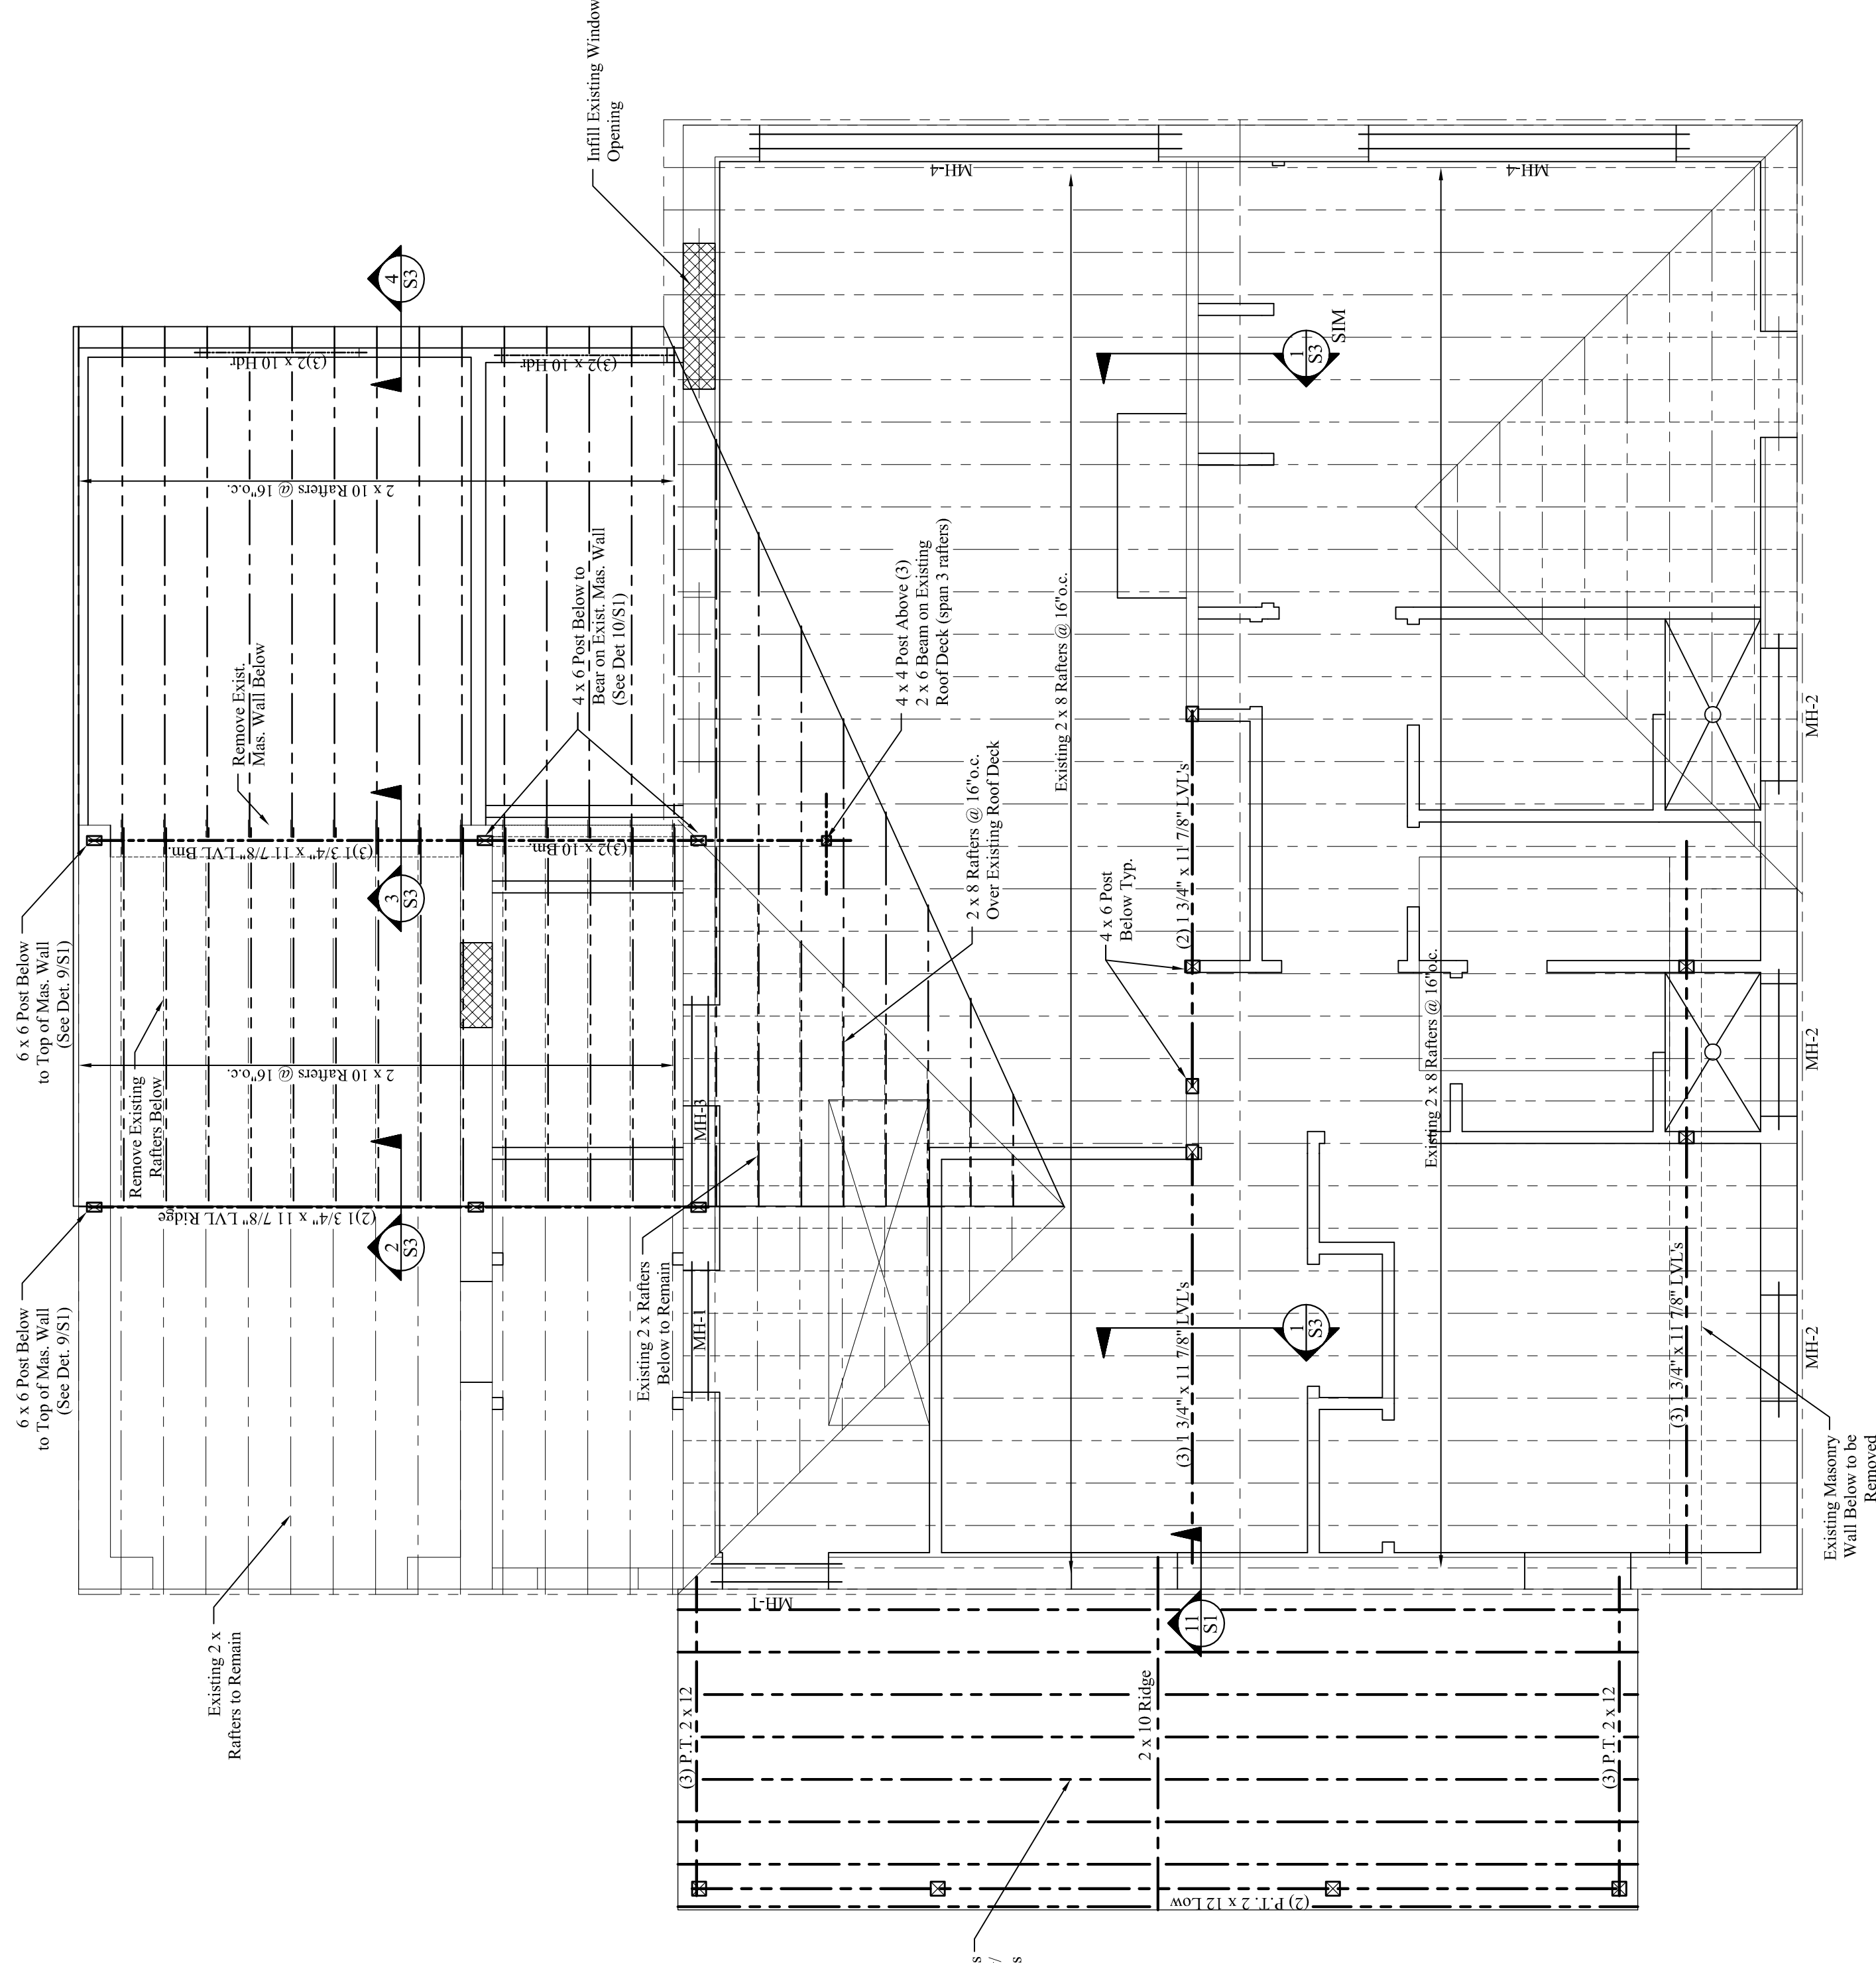 Infill Existing Window
Opening
4
S3
(3)2 x 10 Hdr
(3)2 x 10 Hdr
MH-4
MH-4
2 x 10 Rafters @ 16"o.c.
1
S3
SIM
Remove Exist.
Mas. Wall Below
4 x 6 Post Below to
Bear on Exist. Mas. Wall
(See Det 10/S1)
4 x 4 Post Above (3)
2 x 6 Beam on Existing
Roof Deck (span 3 rafters)
Existing 2 x 8 Rafters @ 16"o.c.
MH-2
6 x 6 Post Below
to Top of Mas. Wall
(See Det. 9/S1)
(3) 1 3/4" x 11 7/8" LVL Bm.
(3)2 x 10 Bm.
3
S3
2 x 8 Rafters @ 16"o.c.
Over Existing Roof Deck
(2) 1 3/4" x 11 7/8" LVL's
4 x 6 Post
Below Typ.
Remove Existing
Rafters Below
2 x 10 Rafters @ 16"o.c.
MH-3
Existing 2 x 8 Rafters @ 16"o.c.
MH-2
6 x 6 Post Below
to Top of Mas. Wall
(See Det. 9/S1)
(2)1 3/4" x 11 7/8" LVL Ridge
2
S3
Existing 2 x Rafters
Below to Remain
MH-1
(3) 1 3/4" x 11 7/8" LVL's
1
S3
(3) 1 3/4" x 11 7/8" LVL's
MH-2
Existing Masonry
Wall Below to be
Removed
Existing 2 x
Rafters to Remain
MH-1
11
S1
(3) P.T. 2 x 12
2 x 10 Ridge
(3) P.T. 2 x 12
(2) P.T. 2 x 12 Low
s
/
s